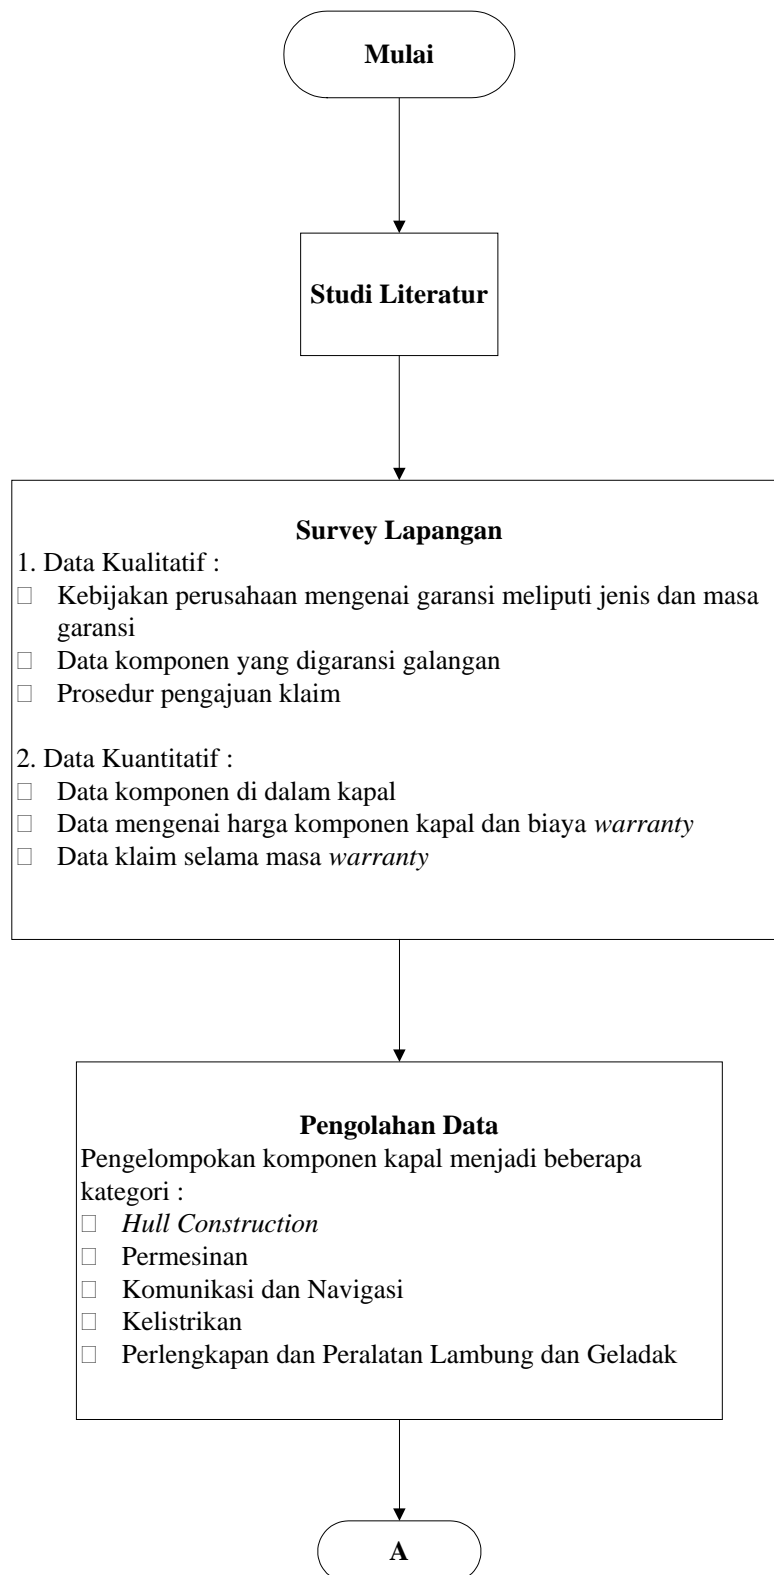 Mulai
Studi Literatur
Survey Lapangan
1. Data Kualitatif :
□ Kebijakan perusahaan mengenai garansi meliputi jenis dan masa
garansi
□ Data komponen yang digaransi galangan
□ Prosedur pengajuan klaim
2. Data Kuantitatif :
□ Data komponen di dalam kapal
□ Data mengenai harga komponen kapal dan biaya warranty
□ Data klaim selama masa warranty
Pengolahan Data
Pengelompokan komponen kapal menjadi beberapa
kategori :
□ Hull Construction
□ Permesinan
□ Komunikasi dan Navigasi
□ Kelistrikan
□ Perlengkapan dan Peralatan Lambung dan Geladak
A